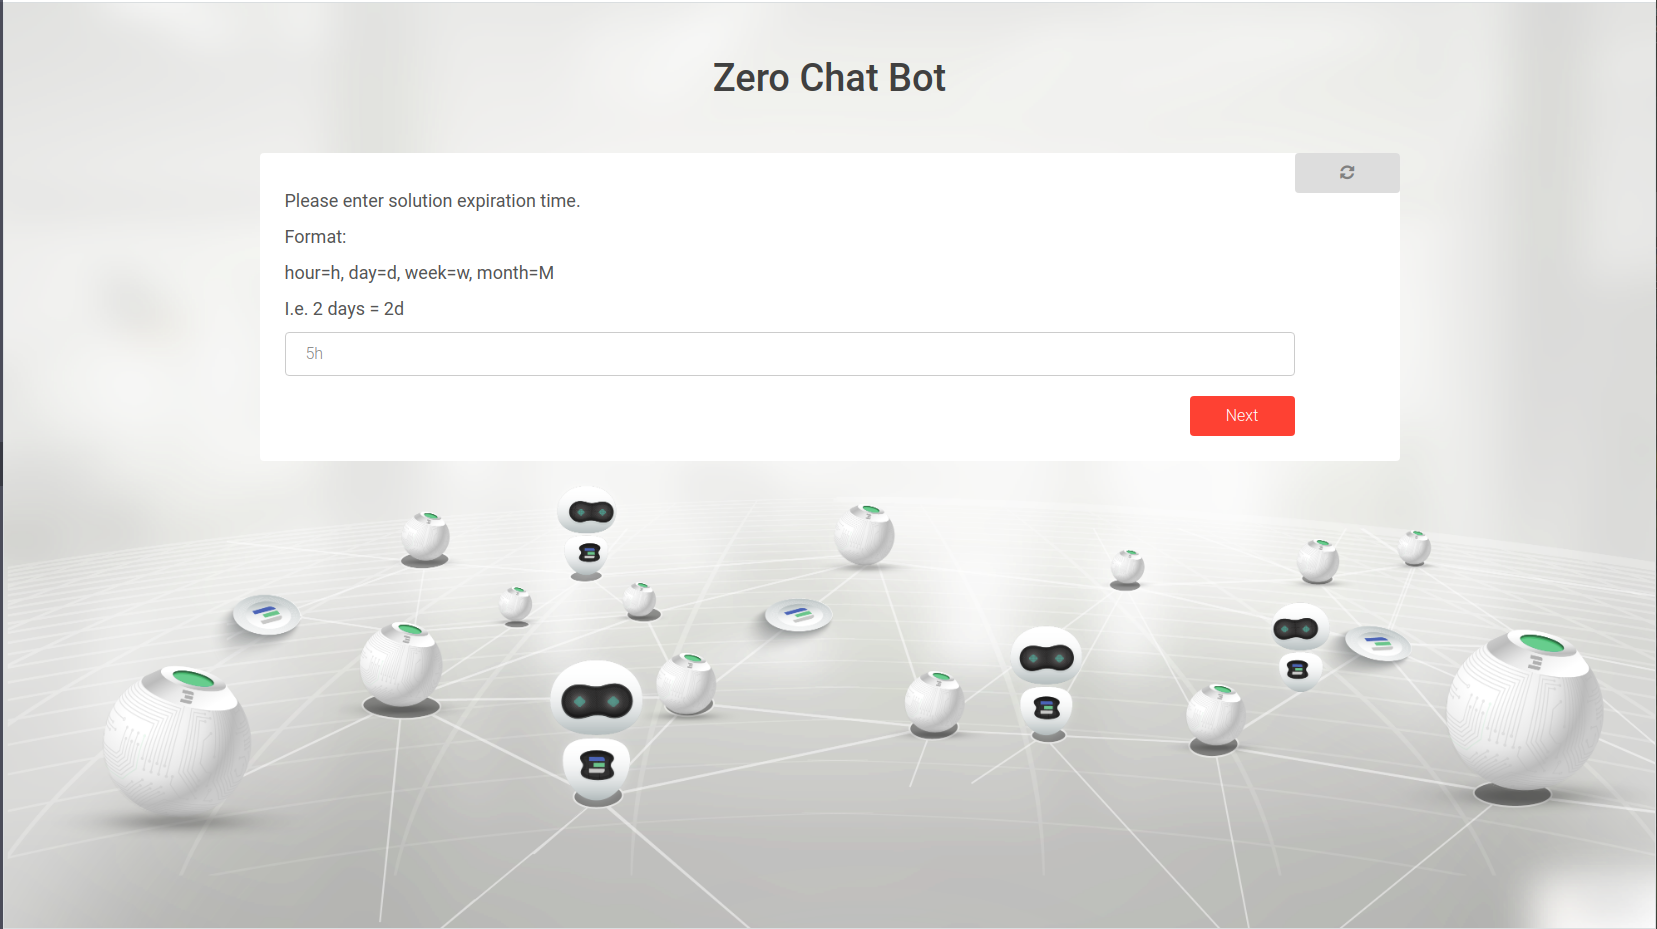 Zero Chat Bot
Please enter solution expiration time.
Format:
hour=h, day=d, week=w, month=M
I.e. 2 days = 2d
5h
Next